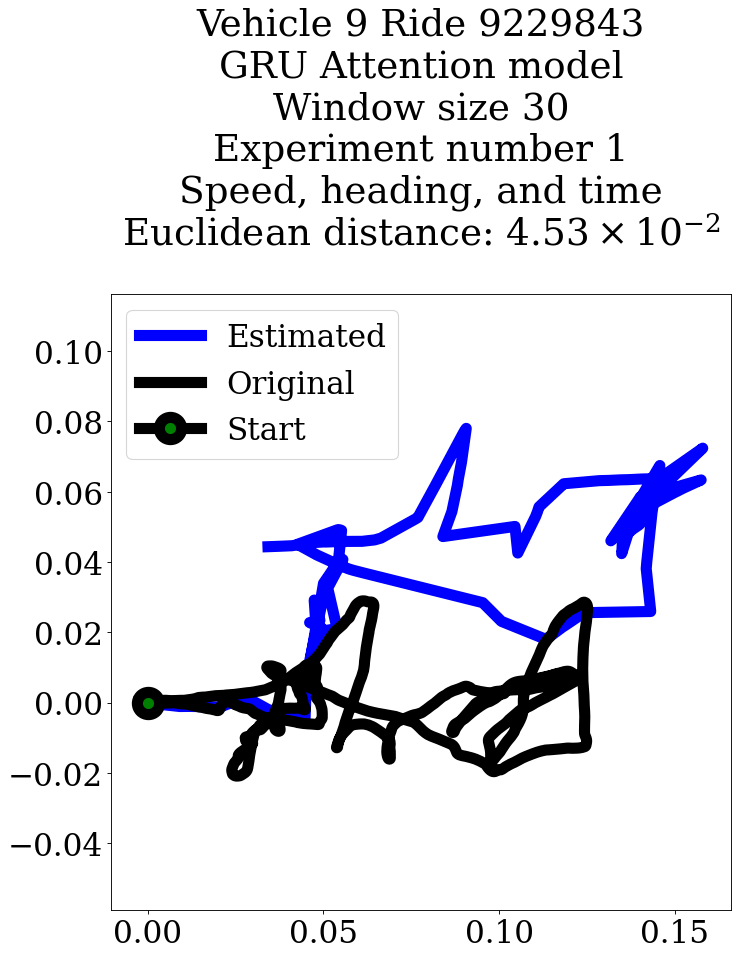 Vehicle 9 Ride 9229843
GRU Attention model
Window size 30
Experiment number 1
Speed, heading, and time
Euclidean distance: 4.53 × 10⁻²
Estimated
Original
Start
0.10
0.08
0.06
0.04
0.02
0.00
−0.02
−0.04
0.00 0.05 0.10 0.15